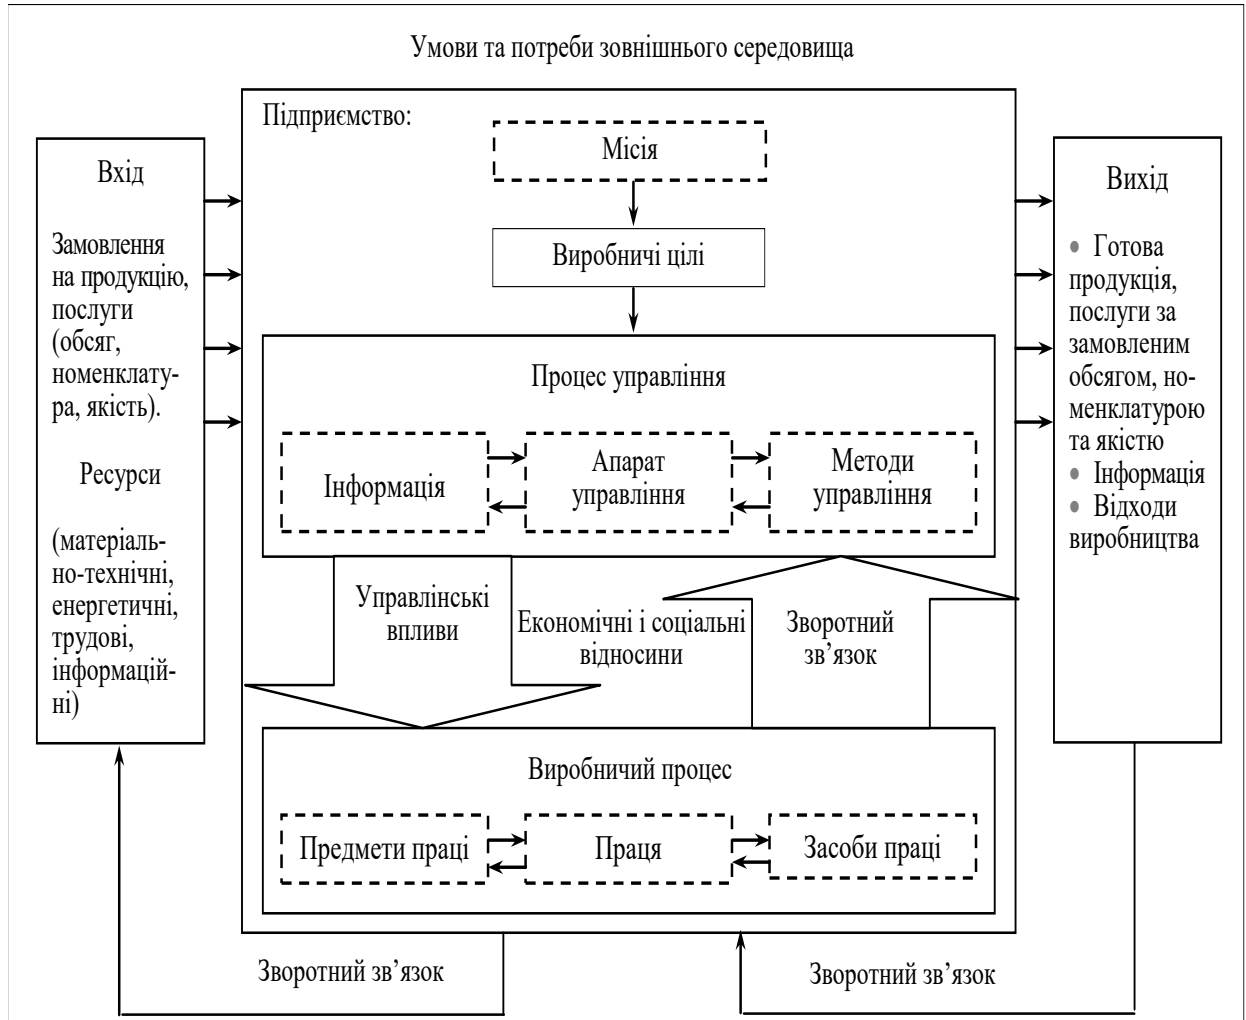 Умови та потреби зовнішнього середовища
Вхід
Замовлення
на продукцію,
послуги
(обсяг,
номенклату-
ра, якість).
Ресурси
(матеріаль-
но-технічні,
енергетичні,
трудові,
інформацій-
ні)
Підприємство:
Місія
Виробничі цілі
Процес управління
Інформація
Апарат
управління
Методи
управління
Управлінські
впливи
Економічні і соціальні
відносини
Зворотний
зв’язок
Виробничий процес
Предмети праці
Праця
Засоби праці
Вихід
• Готова
продукція,
послуги за
замовленим
обсягом, но-
менклатурою
та якістю
• Інформація
• Відходи
виробництва
Зворотний зв’язок
Зворотний зв’язок